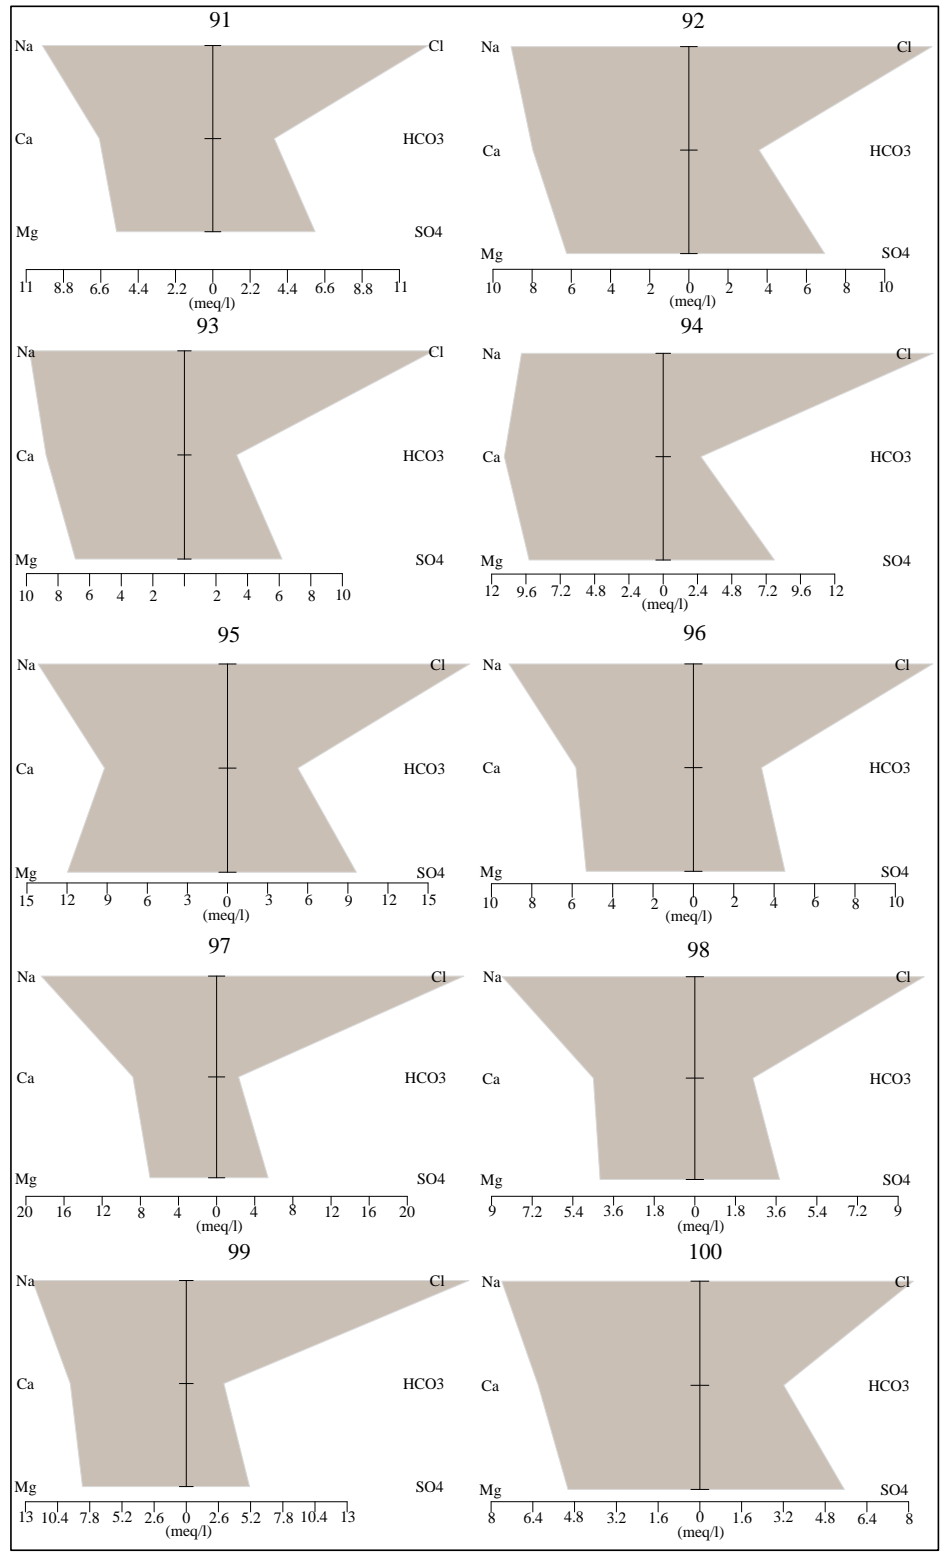 91 92
Na Cl Na Cl
Ca HCO3 Ca HCO3
Mg SO4 Mg SO4
11 8.8 6.6 4.4 2.2 0 2.2 4.4 6.6 8.8 11 10 8 6 4 2 0 2 4 6 8 10
(meq/l) (meq/l)
93 94
Na Cl Na Cl
Ca HCO3 Ca HCO3
Mg SO4 Mg SO4
10 8 6 4 2 2 4 6 8 10 12 9.6 7.2 4.8 2.4 0 2.4 4.8 7.2 9.6 12
(meq/l)
95 96
Na Cl Na Cl
Ca HCO3 Ca HCO3
Mg SO4 Mg SO4
15 12 9 6 3 0 3 6 9 12 15 10 8 6 4 2 0 2 4 6 8 10
(meq/l) (meq/l)
97 98
Na Cl Na Cl
Ca HCO3 Ca HCO3
Mg SO4 Mg SO4
20 16 12 8 4 0 4 8 12 16 20 9 7.2 5.4 3.6 1.8 0 1.8 3.6 5.4 7.2 9
(meq/l) (meq/l)
99 100
Na Cl Na Cl
Ca HCO3 Ca HCO3
Mg SO4 Mg SO4
13 10.4 7.8 5.2 2.6 0 2.6 5.2 7.8 10.4 13 8 6.4 4.8 3.2 1.6 0 1.6 3.2 4.8 6.4 8
(meq/l) (meq/l)